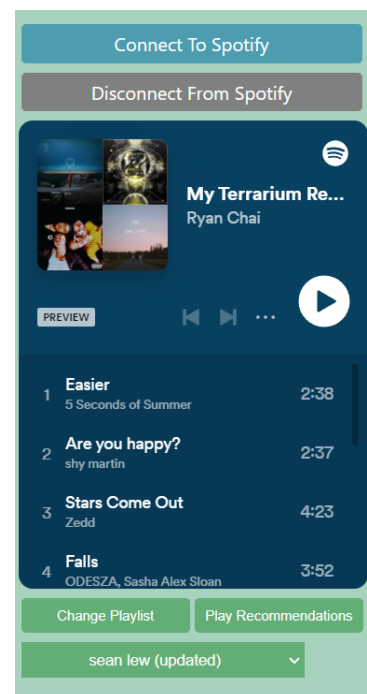 Connect To Spotify
Disconnect From Spotify
My Terrarium Re...
Ryan Chai
PREVIEW
1 Easier 2:38
5 Seconds of Summer
2 Are you happy? 2:37
shy martin
3 Stars Come Out 4:23
Zedd
4 Falls 3:52
ODESZA, Sasha Alex Sloan
Change Playlist Play Recommendations
sean lew (updated)